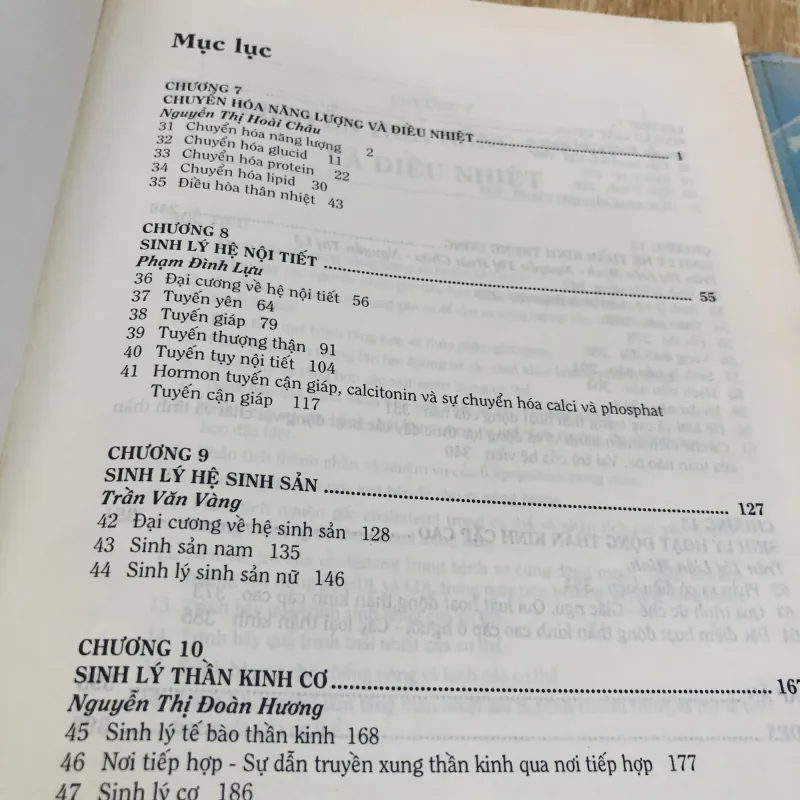 Mục lục
CHƯƠNG 7
CHUYỂN HÓA NĂNG LƯỢNG VÀ ĐIỀU NHIỆT ........ 1
Nguyễn Thị Hoài Châu
31 Chuyển hóa năng lượng 2
32 Chuyển hóa glucid 11
33 Chuyển hóa protein 22
34 Chuyển hóa lipid 30
35 Điều hòa thân nhiệt 43
CHƯƠNG 8
SINH LÝ HỆ NỘI TIẾT ........ 55
Phạm Đình Lựu
36 Đại cương về hệ nội tiết 56
37 Tuyến yên 64
38 Tuyến giáp 79
39 Tuyến thượng thận 91
40 Tuyến tụy nội tiết 104
41 Hormon tuyến cận giáp, calcitonin và sự chuyển hóa calci và phosphat
Tuyến cận giáp 117
CHƯƠNG 9
SINH LÝ HỆ SINH SẢN ........ 127
Trần Văn Vàng
42 Đại cương về hệ sinh sản 128
43 Sinh sản nam 135
44 Sinh lý sinh sản nữ 146
CHƯƠNG 10
SINH LÝ THẦN KINH CƠ ........ 167
Nguyễn Thị Đoàn Hương
45 Sinh lý tế bào thần kinh 168
46 Nơi tiếp hợp - Sự dẫn truyền xung thần kinh qua nơi tiếp hợp 177
47 Sinh lý cơ 186